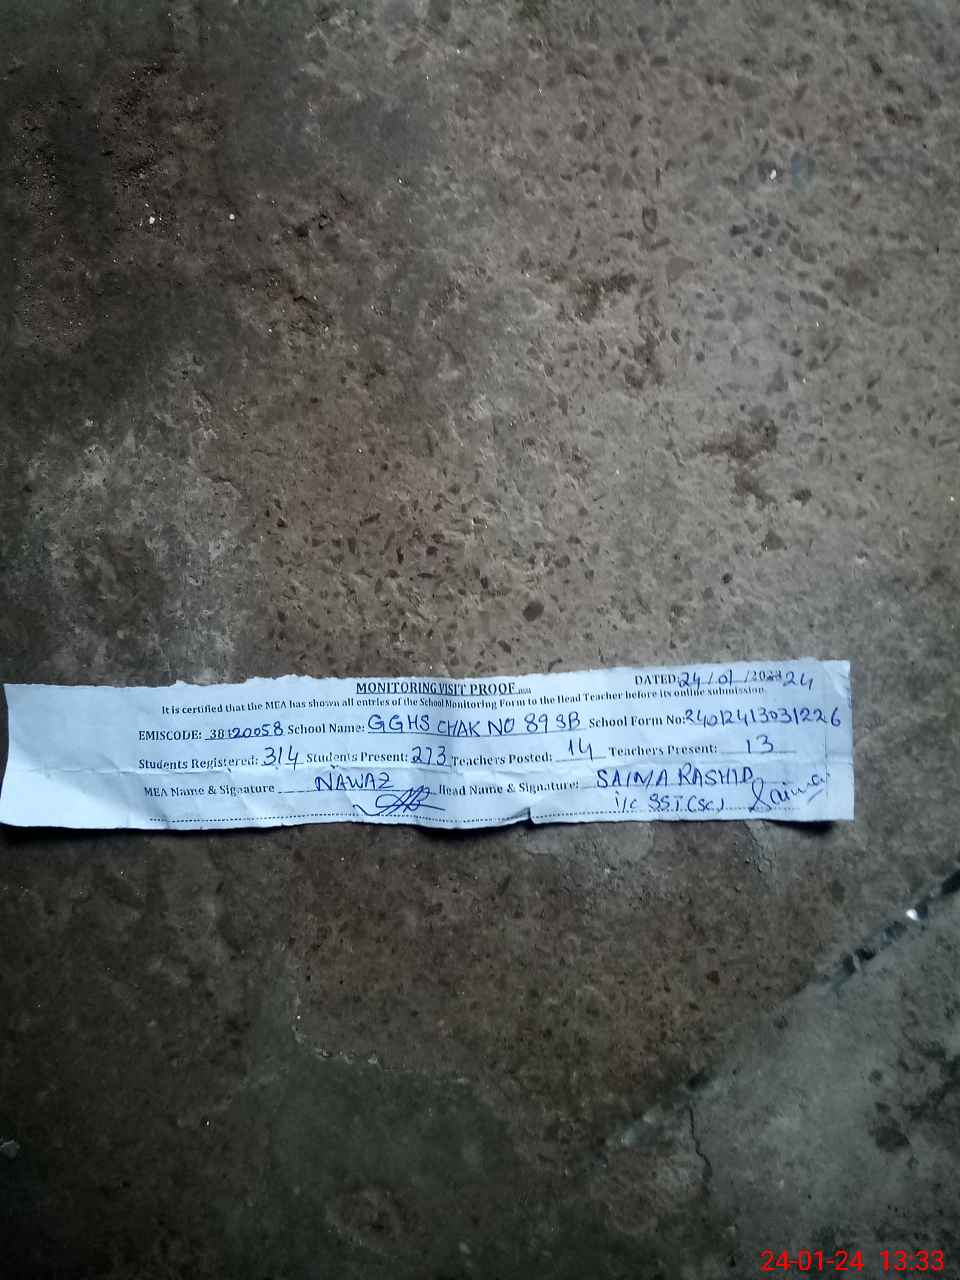 MONITORING VISIT PROOF
DATED 24/01/2023 24
It is certified that the MEA has shown all entries of the School Monitoring Form to the Head Teacher before its online submission.
EMISCODE: 38120058 School Name: GGHS CHAK NO 89 SB School Form No: 24012413031226
Students Registered: 314 Students Present: 273 Teachers Posted: 14 Teachers Present: 13
MEA Name & Signature NAWAZ Head Name & Signature: SAIMA RASHID
i/c SST (Sc) Saima
24-01-24 13:33